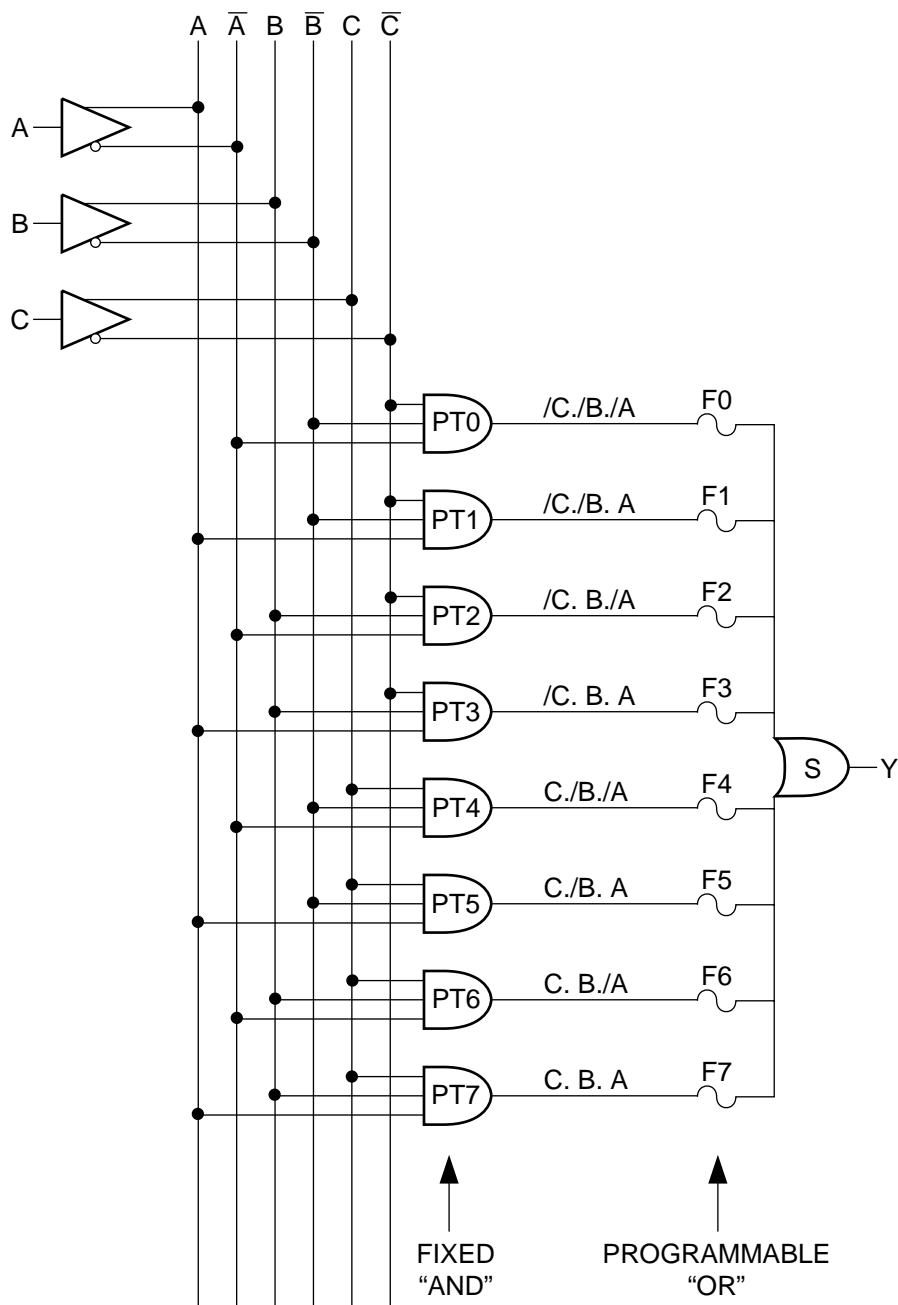 A A̅ B B̅ C C̅
A
B
C
PT0 /C./B./A F0
PT1 /C./B. A F1
PT2 /C. B./A F2
PT3 /C. B. A F3
S Y
PT4 C./B./A F4
PT5 C./B. A F5
PT6 C. B./A F6
PT7 C. B. A F7
FIXED PROGRAMMABLE
“AND” “OR”